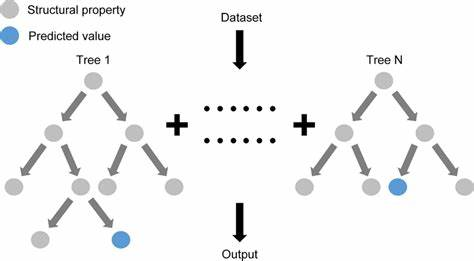 Structural property
Dataset
Predicted value
Tree 1
Tree N
Output